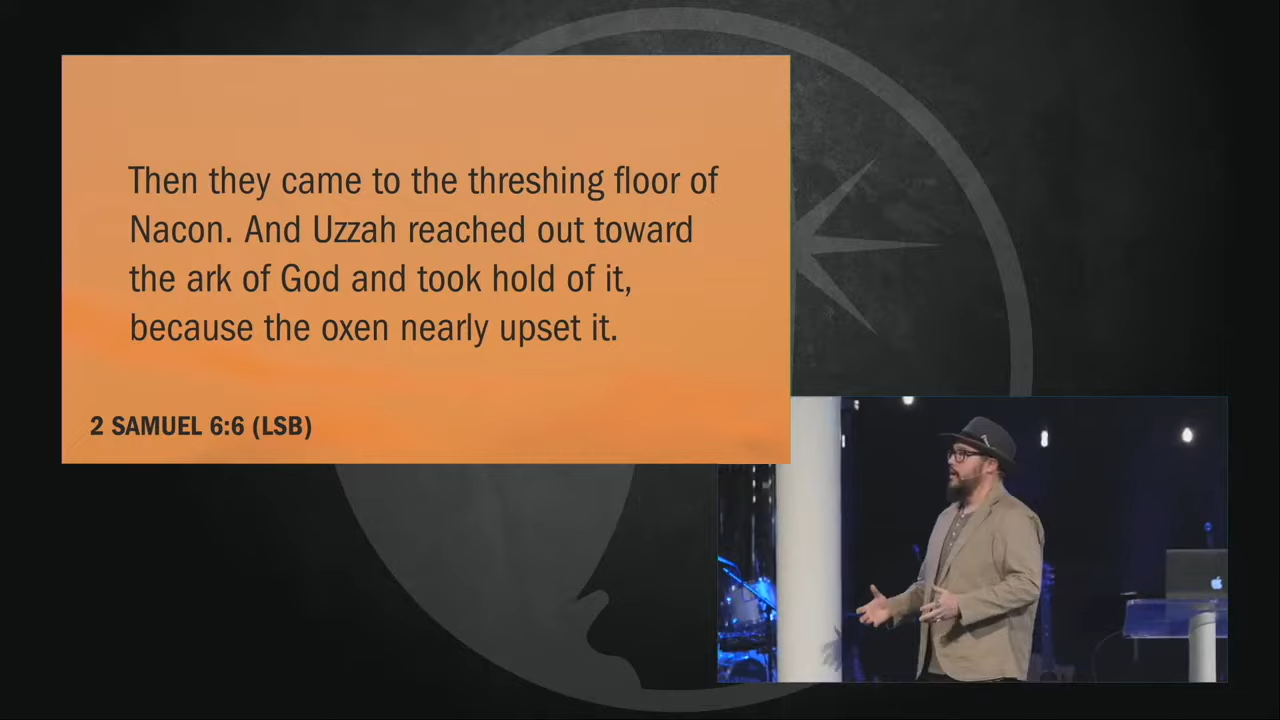 Then they came to the threshing floor of
Nacon. And Uzzah reached out toward
the ark of God and took hold of it,
because the oxen nearly upset it.
2 SAMUEL 6:6 (LSB)